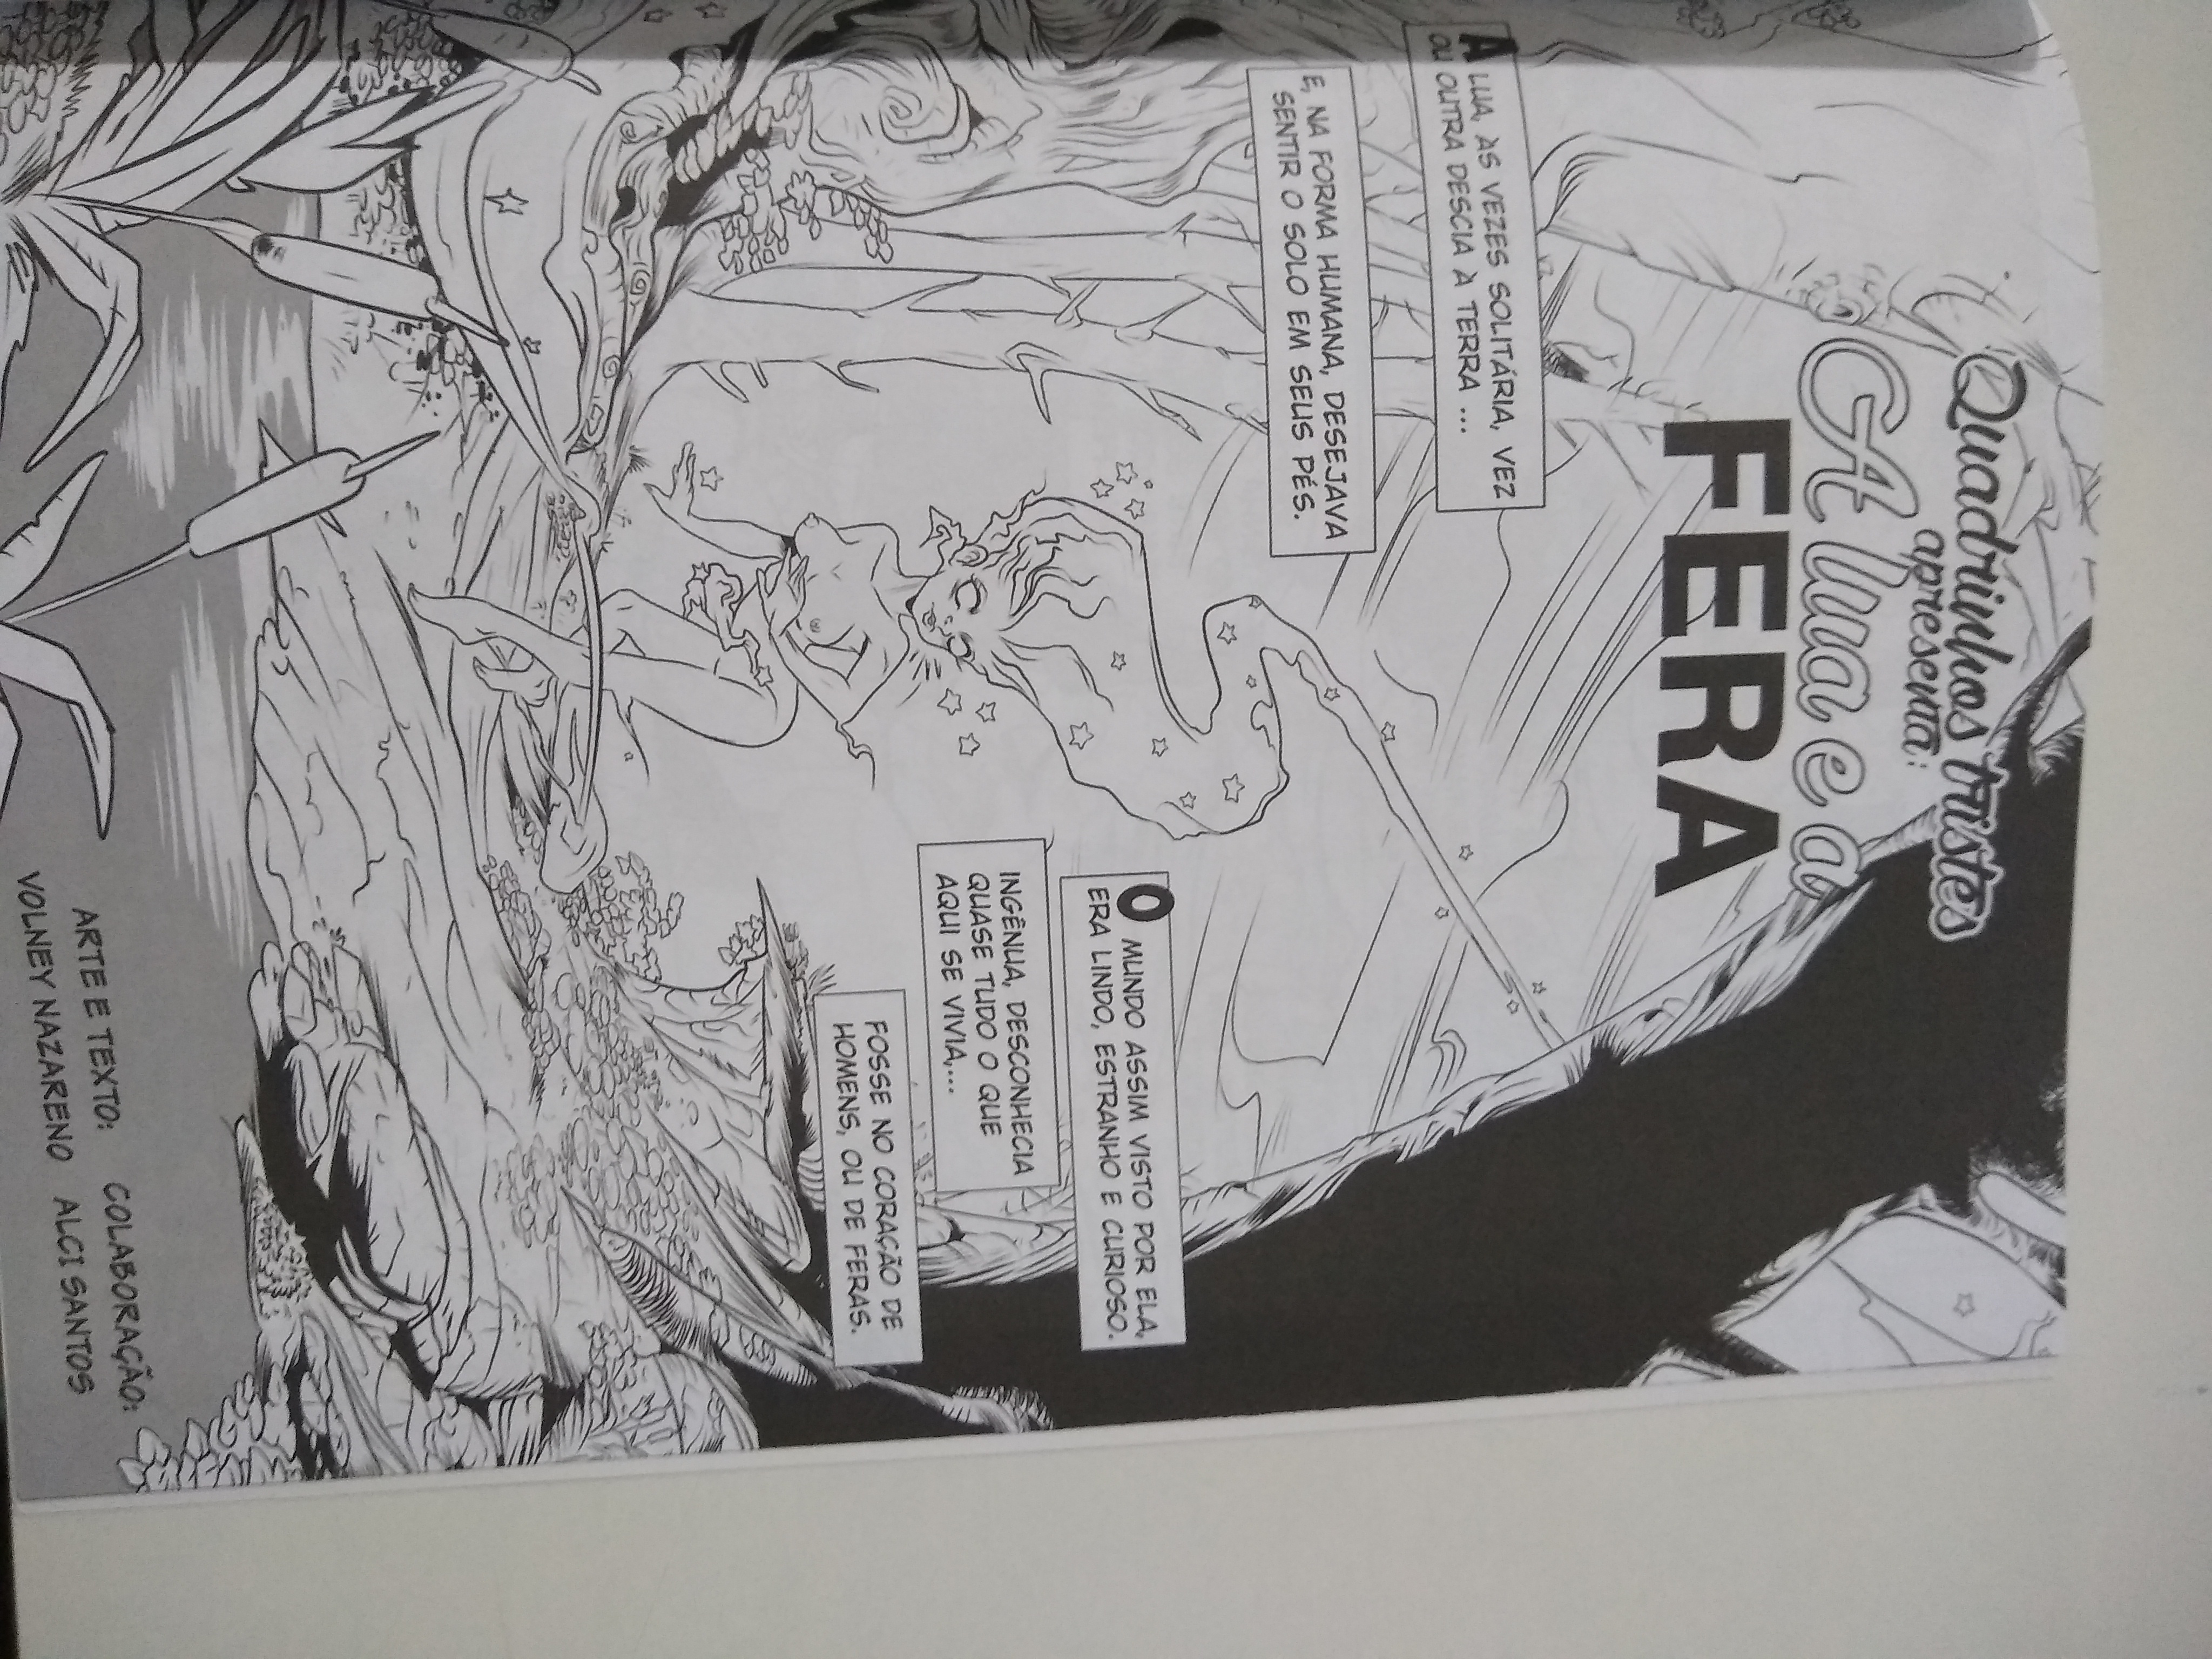 Quadrinhos tristes
apresenta:
A lua e a
FERA
A LUA, ÀS VEZES SOLITÁRIA, VEZ
OU OUTRA DESCIA À TERRA ...
E, NA FORMA HUMANA, DESEJAVA
SENTIR O SOLO EM SEUS PÉS.
O MUNDO ASSIM VISTO POR ELA,
ERA LINDO, ESTRANHO E CURIOSO.
INGÊNUA, DESCONHECIA
QUASE TUDO O QUE
AQUI SE VIVIA,...
FOSSE NO CORAÇÃO DE
HOMENS, OU DE FERAS.
ARTE E TEXTO:
VOLNEY NAZARENO
COLABORAÇÃO:
ALCI SANTOS